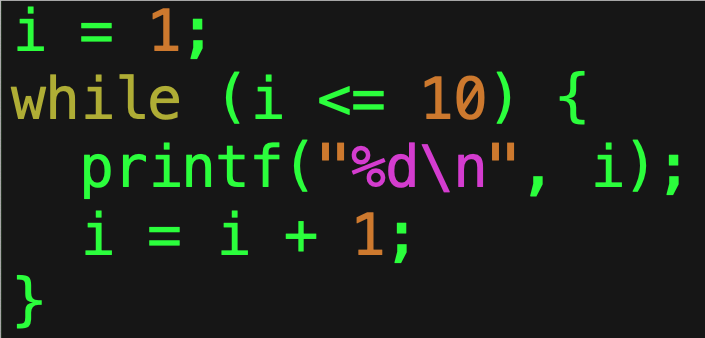 i = 1;
while (i <= 10) {
  printf("%d\n", i);
  i = i + 1;
}